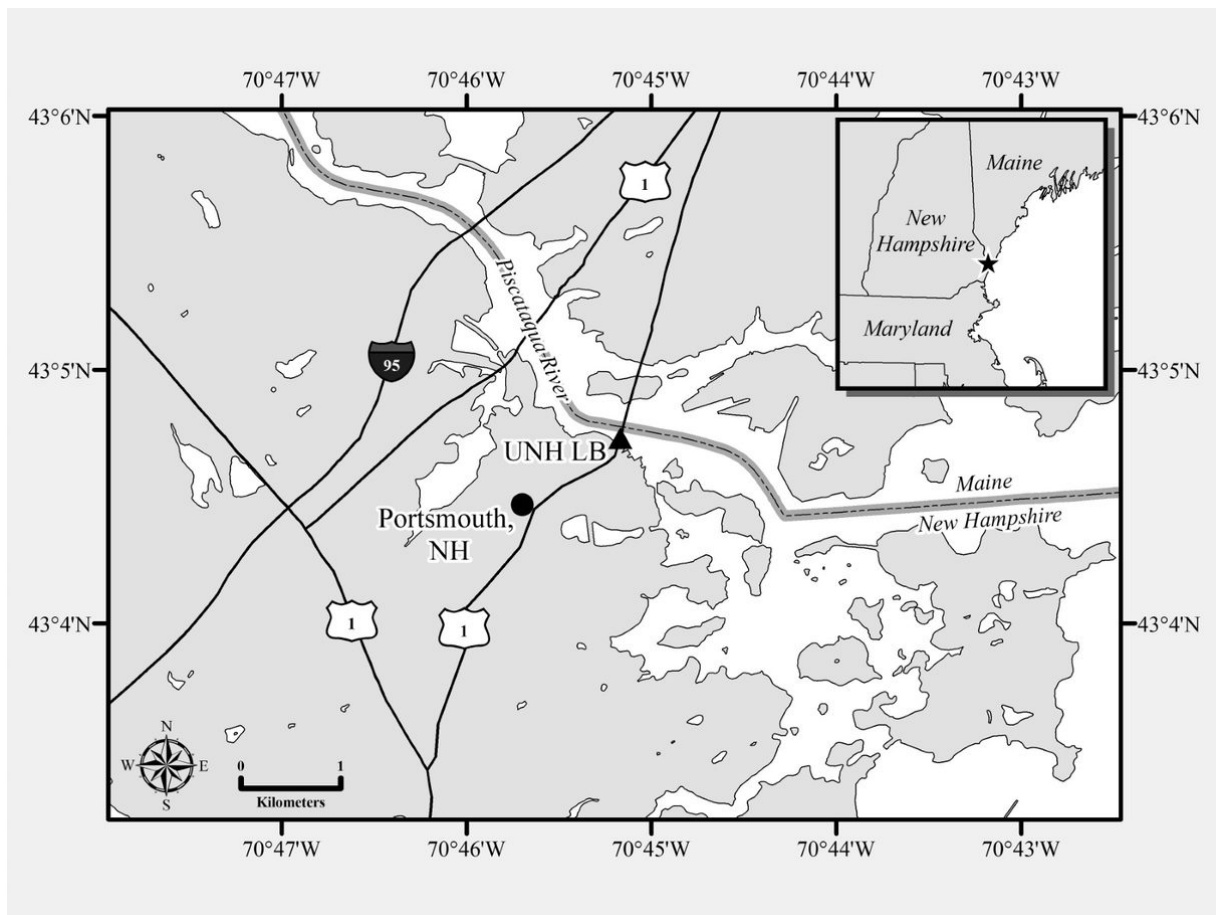 70°47'W 70°46'W 70°45'W 70°44'W 70°43'W
43°6'N 43°6'N
1
Maine
New
Hampshire
Maryland
Piscataqua River
95
43°5'N 43°5'N
UNH LB
Portsmouth,
NH
Maine
New Hampshire
1 1
43°4'N 43°4'N
N
W E
S
0 1
Kilometers
70°47'W 70°46'W 70°45'W 70°44'W 70°43'W